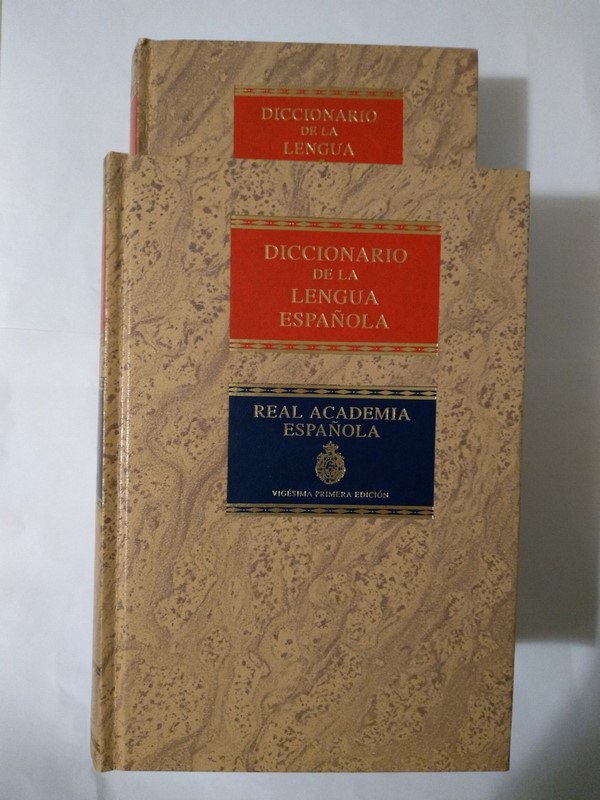 DICCIONARIO
DE LA
LENGUA
DICCIONARIO
DE LA
LENGUA
ESPAÑOLA
REAL ACADEMIA
ESPAÑOLA
VIGÉSIMA PRIMERA EDICIÓN